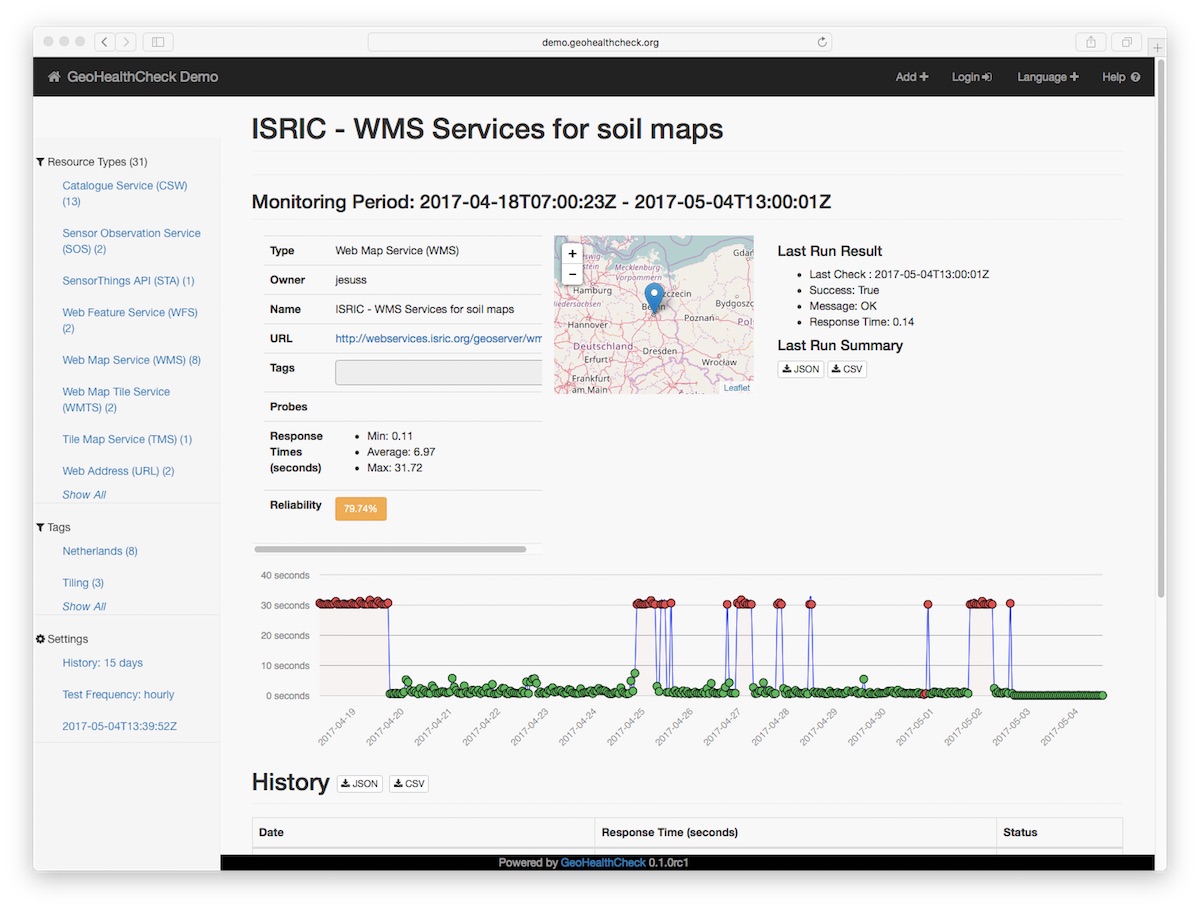 demo.geohealthcheck.org
GeoHealthCheck Demo
Add
Login
Language
Help
Resource Types (31)
Catalogue Service (CSW)
(13)
Sensor Observation Service
(SOS) (2)
SensorThings API (STA) (1)
Web Feature Service (WFS)
(2)
Web Map Service (WMS) (8)
Web Map Tile Service
(WMTS) (2)
Tile Map Service (TMS) (1)
Web Address (URL) (2)
Show All
Tags
Netherlands (8)
Tiling (3)
Show All
Settings
History: 15 days
Test Frequency: hourly
2017-05-04T13:39:52Z
ISRIC - WMS Services for soil maps
Monitoring Period: 2017-04-18T07:00:23Z - 2017-05-04T13:00:01Z
Type Web Map Service (WMS)
Owner jesuss
Name ISRIC - WMS Services for soil maps
URL http://webservices.isric.org/geoserver/wm
Tags
Probes
Response
Times
(seconds)
Min: 0.11
Average: 6.97
Max: 31.72
Reliability 79.74%
+
−
Mecklenburg
Vorpommern
Hamburg
Hannover
Poznań
Deutschland
Erfurt
Dresden
Wrocław
Frankfurt
am Main
Leaflet
Last Run Result
Last Check : 2017-05-04T13:00:01Z
Success: True
Message: OK
Response Time: 0.14
Last Run Summary
JSON
CSV
40 seconds
30 seconds
20 seconds
10 seconds
0 seconds
2017-04-19
2017-04-20
2017-04-21
2017-04-22
2017-04-23
2017-04-24
2017-04-25
2017-04-26
2017-04-27
2017-04-28
2017-04-29
2017-04-30
2017-05-01
2017-05-02
2017-05-03
2017-05-04
History
JSON
CSV
Date Response Time (seconds) Status
Powered by GeoHealthCheck 0.1.0rc1